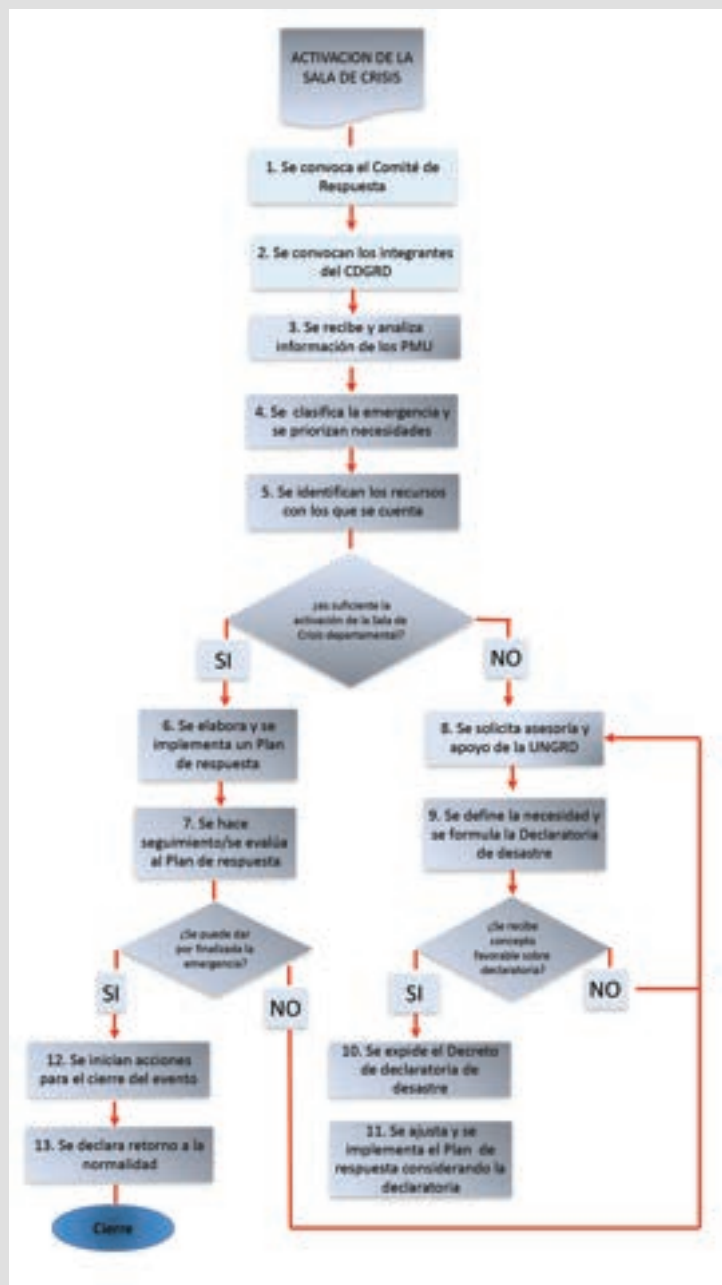 ACTIVACION DE LA
SALA DE CRISIS
1. Se convoca el Comité de
Respuesta
2. Se convocan los integrantes
del CDGRD
3. Se recibe y analiza
información de los PMU
4. Se clasifica la emergencia y
se priorizan necesidades
5. Se identifican los recursos
con los que se cuenta
¿es suficiente la
activación de la Sala de
Crisis departamental?
SI
NO
6. Se elabora y se
implementa un Plan
de respuesta
8. Se solicita asesoría y
apoyo de la UNGRD
7. Se hace
seguimiento/se evalúa
al Plan de respuesta
9. Se define la necesidad y
se formula la Declaratoria
de desastre
¿Se puede dar
por finalizada la
emergencia?
¿Se recibe
concepto
favorable sobre
declaratoria?
SI
NO
SI
NO
10. Se expide el Decreto
de declaratoria de
desastre
12. Se inician acciones
para el cierre del evento
11. Se ajusta y se
implementa el Plan de
respuesta considerando la
declaratoria
13. Se declara retorno a la
normalidad
Cierre